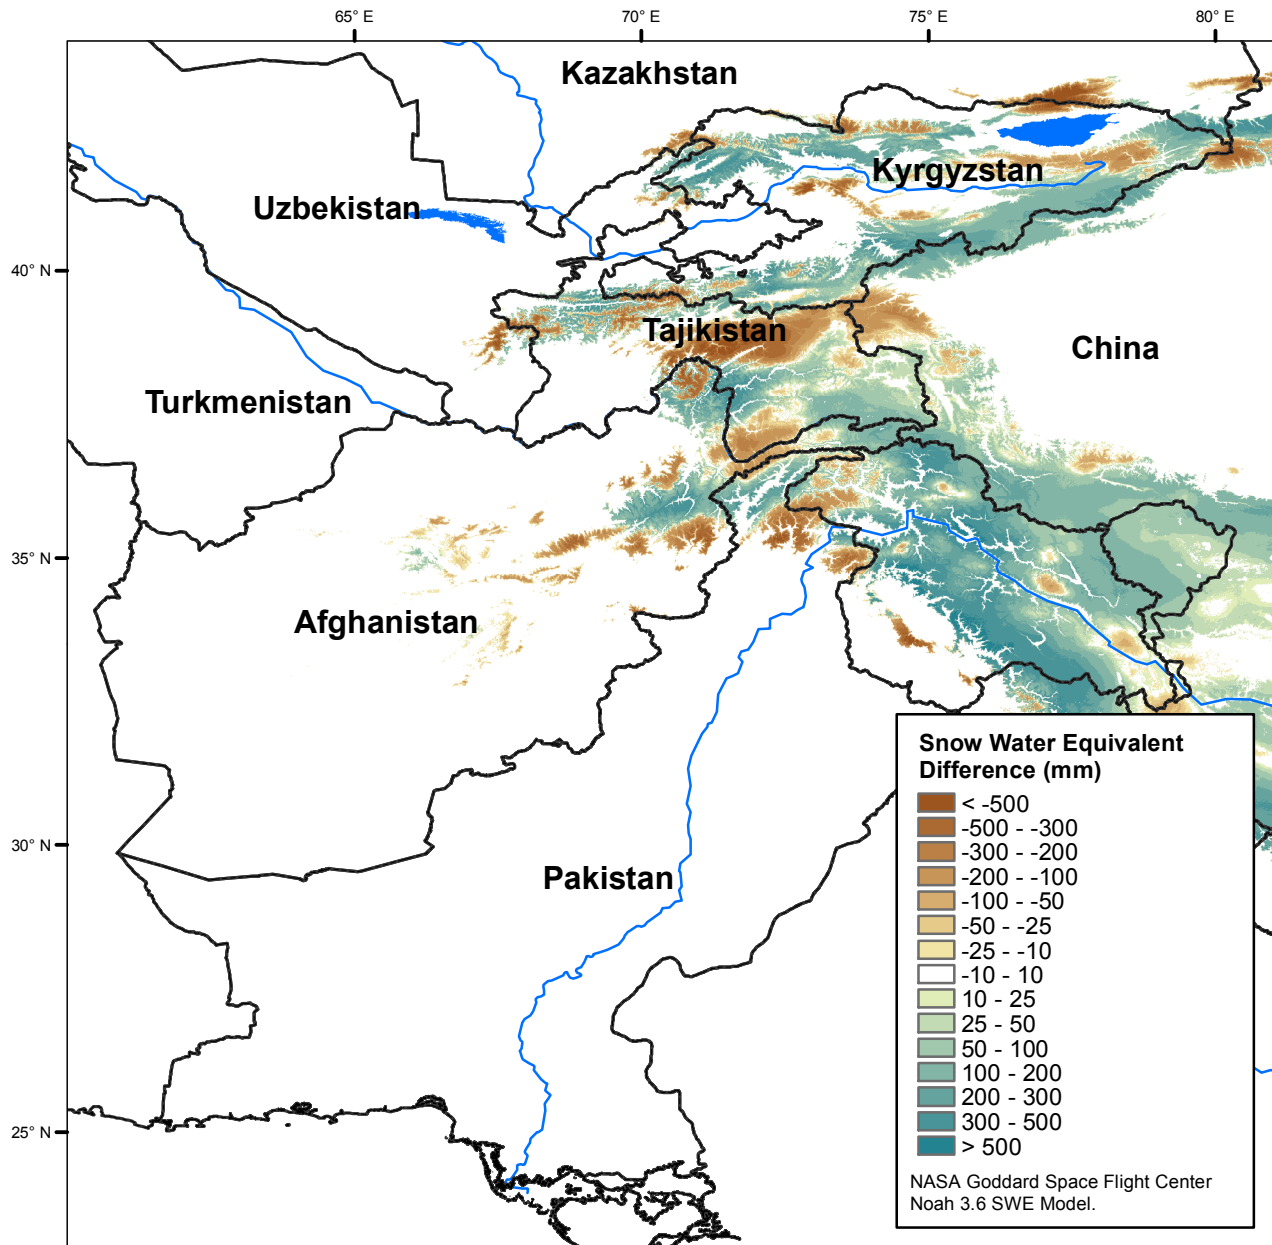 65° E
70° E
75° E
80° E
Kazakhstan
Kyrgyzstan
Uzbekistan
40° N
Tajikistan
China
Turkmenistan
35° N
Afghanistan
Snow Water Equivalent
Difference (mm)
< -500
-500 - -300
-300 - -200
-200 - -100
-100 - -50
-50 - -25
-25 - -10
-10 - 10
10 - 25
25 - 50
50 - 100
100 - 200
200 - 300
300 - 500
> 500
NASA Goddard Space Flight Center
Noah 3.6 SWE Model.
30° N
Pakistan
25° N